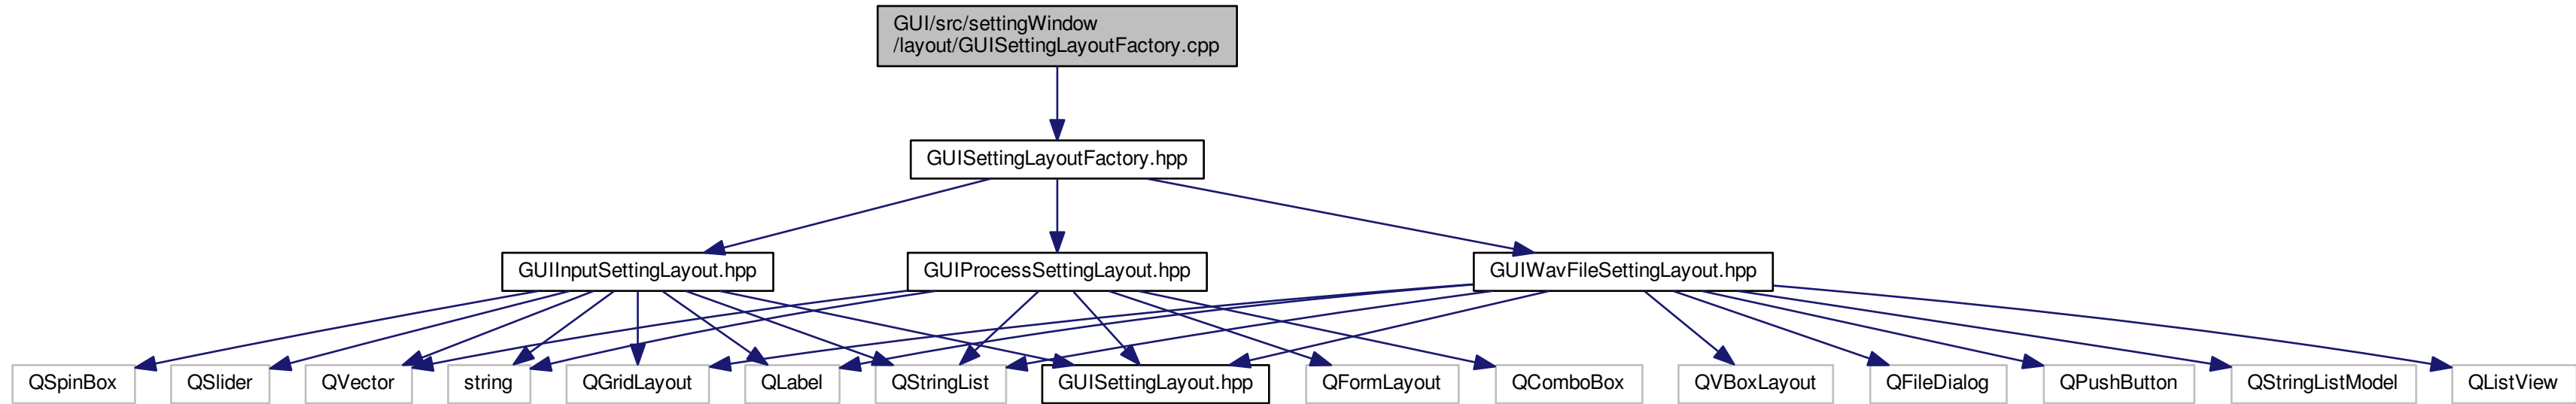 GUI/src/settingWindow
/layout/GUISettingLayoutFactory.cpp
GUISettingLayoutFactory.hpp
GUIInputSettingLayout.hpp
GUIProcessSettingLayout.hpp
GUIWavFileSettingLayout.hpp
QSpinBox
QSlider
QVector
string
QGridLayout
QLabel
QStringList
GUISettingLayout.hpp
QFormLayout
QComboBox
QVBoxLayout
QFileDialog
QPushButton
QStringListModel
QListView